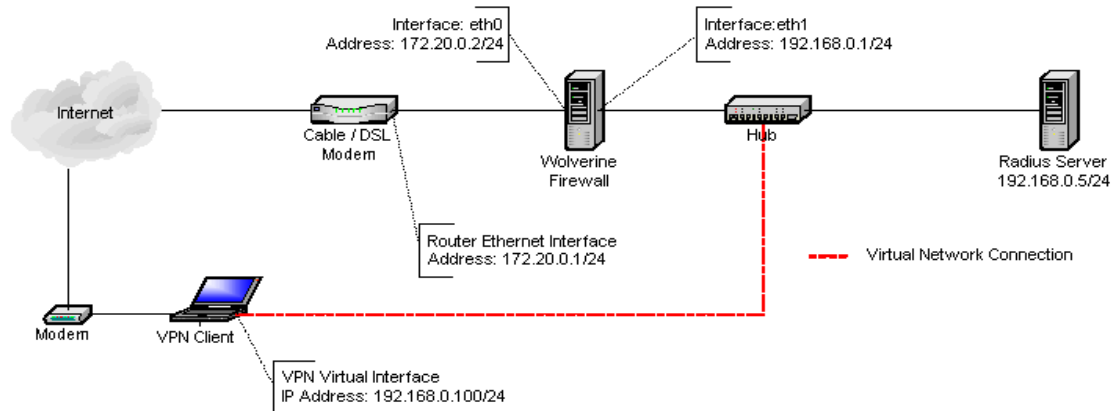 Interface: eth0
Address: 172.20.0.2/24
Interface:eth1
Address: 192.168.0.1/24
Internet
Cable / DSL
Modem
Wolverine
Firewall
Hub
Radius Server
192.168.0.5/24
Router Ethernet Interface
Address: 172.20.0.1/24
Virtual Network Connection
Modem
VPN Client
VPN Virtual Interface
IP Address: 192.168.0.100/24